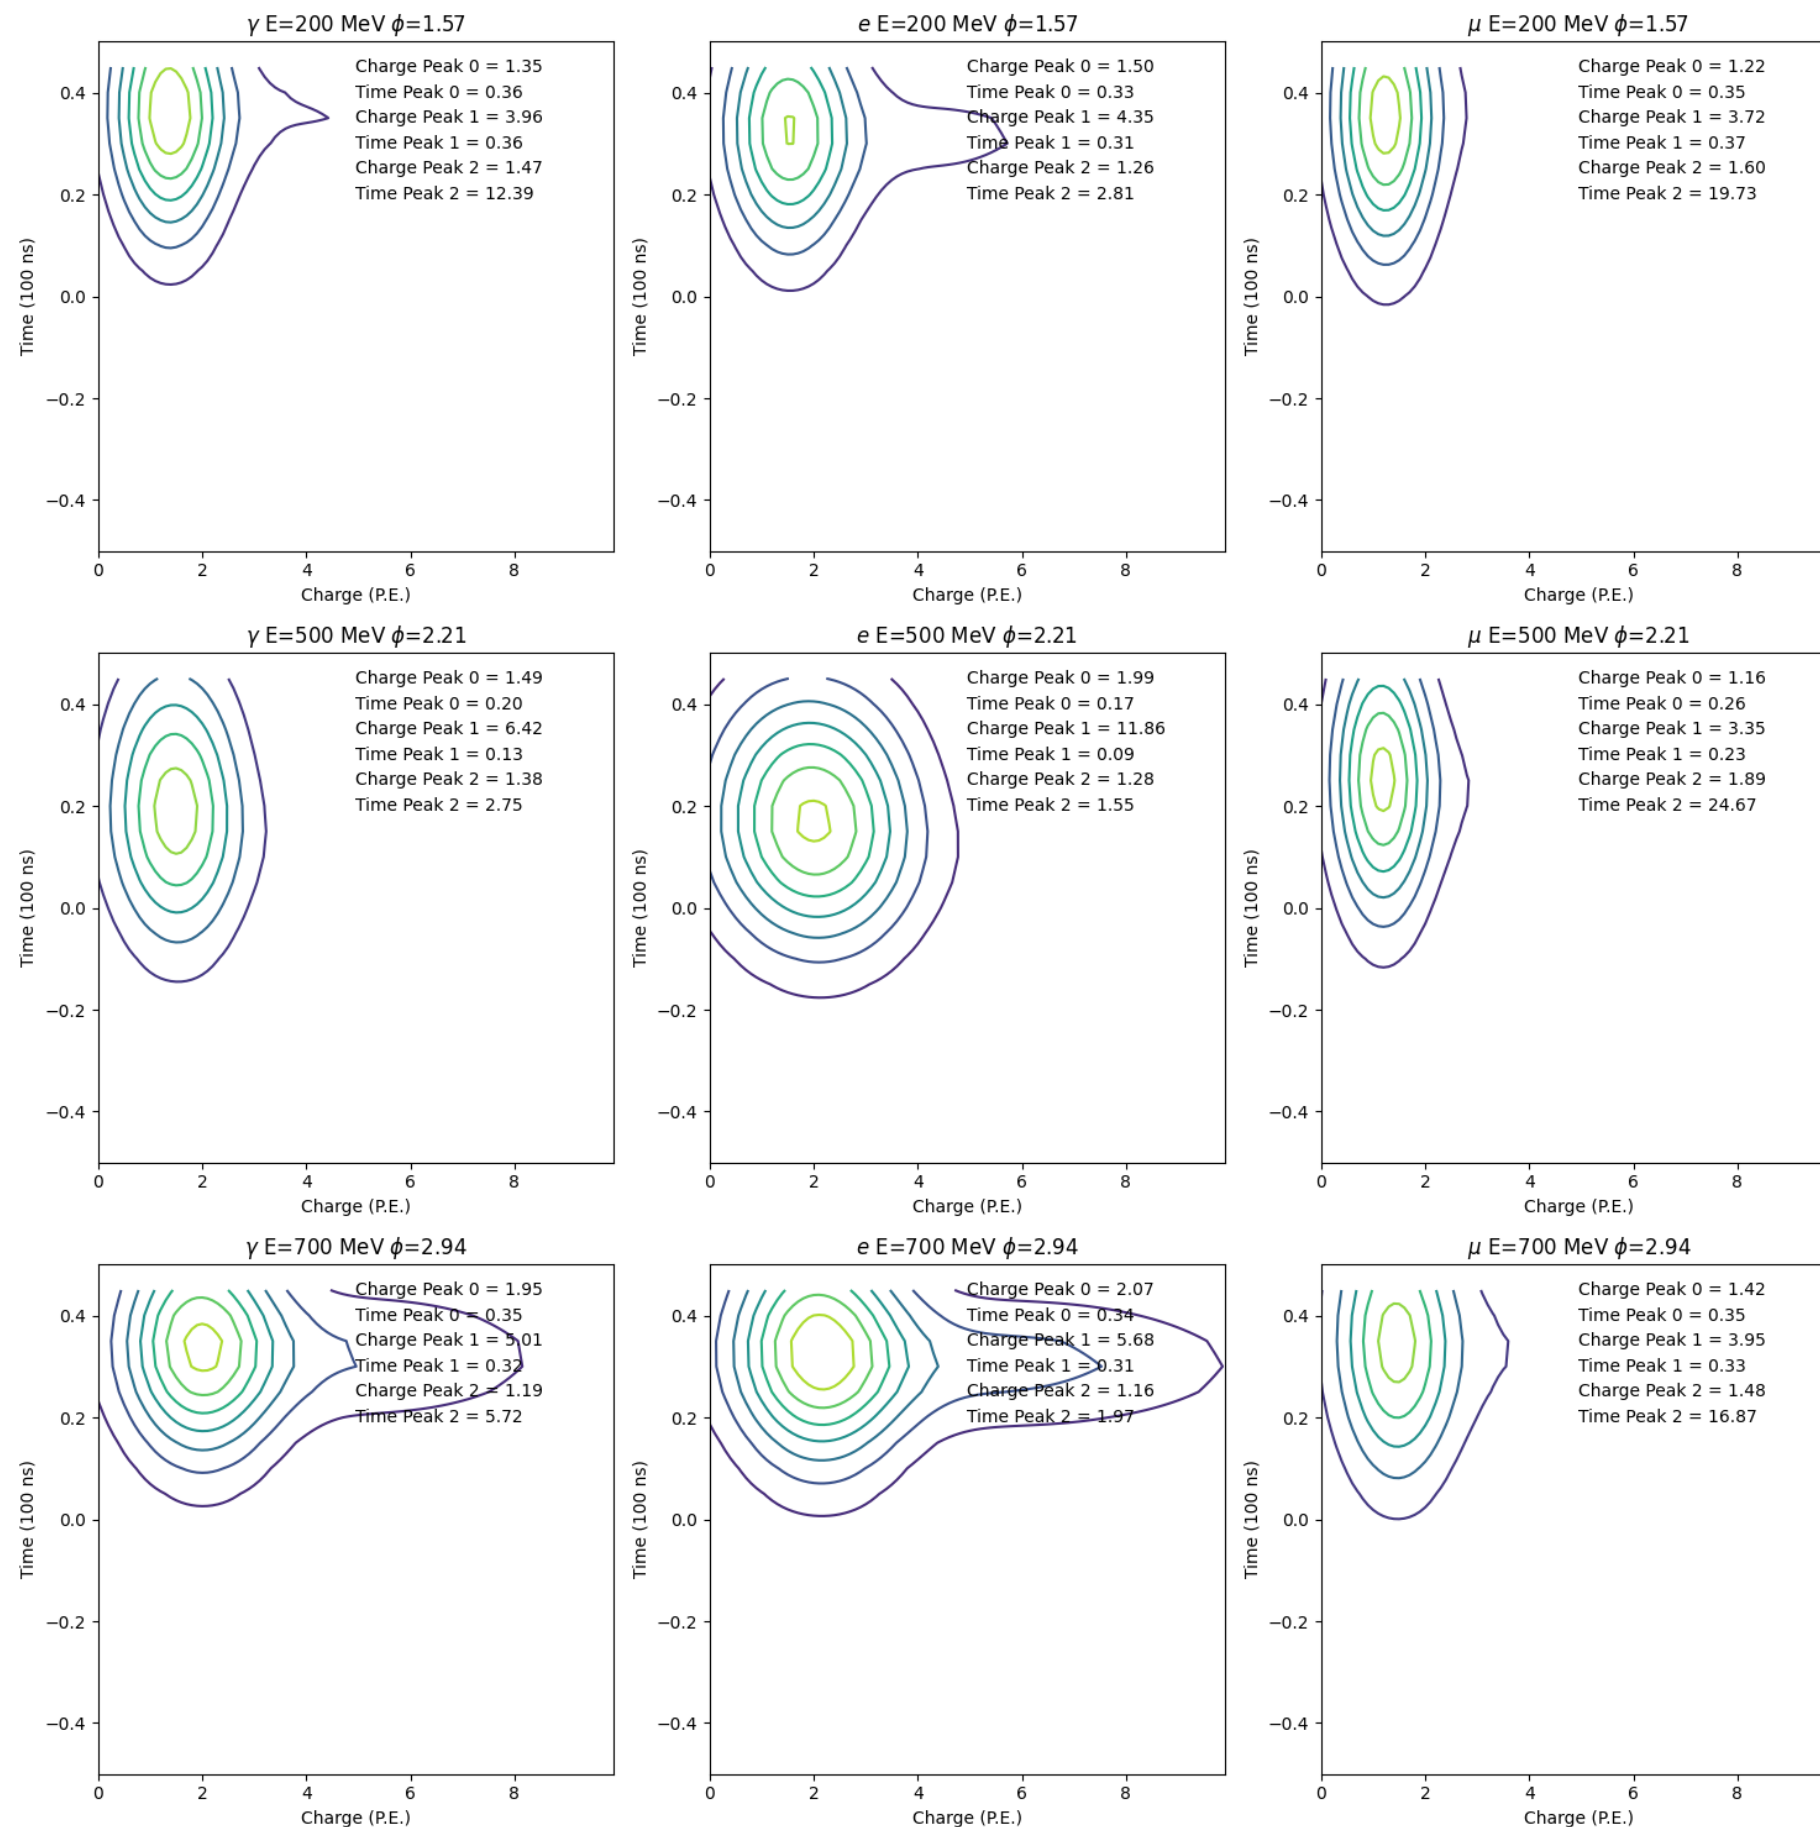 γ E=200 MeV ϕ=1.57
Charge Peak 0 = 1.35
Time Peak 0 = 0.36
Charge Peak 1 = 3.96
Time Peak 1 = 0.36
Charge Peak 2 = 1.47
Time Peak 2 = 12.39
Time (100 ns)
0.4
0.2
0.0
−0.2
−0.4
0 2 4 6 8
Charge (P.E.)
e E=200 MeV ϕ=1.57
Charge Peak 0 = 1.50
Time Peak 0 = 0.33
Charge Peak 1 = 4.35
Time Peak 1 = 0.31
Charge Peak 2 = 1.26
Time Peak 2 = 2.81
Time (100 ns)
0.4
0.2
0.0
−0.2
−0.4
0 2 4 6 8
Charge (P.E.)
μ E=200 MeV ϕ=1.57
Charge Peak 0 = 1.22
Time Peak 0 = 0.35
Charge Peak 1 = 3.72
Time Peak 1 = 0.37
Charge Peak 2 = 1.60
Time Peak 2 = 19.73
Time (100 ns)
0.4
0.2
0.0
−0.2
−0.4
0 2 4 6 8
Charge (P.E.)
γ E=500 MeV ϕ=2.21
Charge Peak 0 = 1.49
Time Peak 0 = 0.20
Charge Peak 1 = 6.42
Time Peak 1 = 0.13
Charge Peak 2 = 1.38
Time Peak 2 = 2.75
Time (100 ns)
0.4
0.2
0.0
−0.2
−0.4
0 2 4 6 8
Charge (P.E.)
e E=500 MeV ϕ=2.21
Charge Peak 0 = 1.99
Time Peak 0 = 0.17
Charge Peak 1 = 11.86
Time Peak 1 = 0.09
Charge Peak 2 = 1.28
Time Peak 2 = 1.55
Time (100 ns)
0.4
0.2
0.0
−0.2
−0.4
0 2 4 6 8
Charge (P.E.)
μ E=500 MeV ϕ=2.21
Charge Peak 0 = 1.16
Time Peak 0 = 0.26
Charge Peak 1 = 3.35
Time Peak 1 = 0.23
Charge Peak 2 = 1.89
Time Peak 2 = 24.67
Time (100 ns)
0.4
0.2
0.0
−0.2
−0.4
0 2 4 6 8
Charge (P.E.)
γ E=700 MeV ϕ=2.94
Charge Peak 0 = 1.95
Time Peak 0 = 0.35
Charge Peak 1 = 5.01
Time Peak 1 = 0.32
Charge Peak 2 = 1.19
Time Peak 2 = 5.72
Time (100 ns)
0.4
0.2
0.0
−0.2
−0.4
0 2 4 6 8
Charge (P.E.)
e E=700 MeV ϕ=2.94
Charge Peak 0 = 2.07
Time Peak 0 = 0.34
Charge Peak 1 = 5.68
Time Peak 1 = 0.31
Charge Peak 2 = 1.16
Time Peak 2 = 1.97
Time (100 ns)
0.4
0.2
0.0
−0.2
−0.4
0 2 4 6 8
Charge (P.E.)
μ E=700 MeV ϕ=2.94
Charge Peak 0 = 1.42
Time Peak 0 = 0.35
Charge Peak 1 = 3.95
Time Peak 1 = 0.33
Charge Peak 2 = 1.48
Time Peak 2 = 16.87
Time (100 ns)
0.4
0.2
0.0
−0.2
−0.4
0 2 4 6 8
Charge (P.E.)